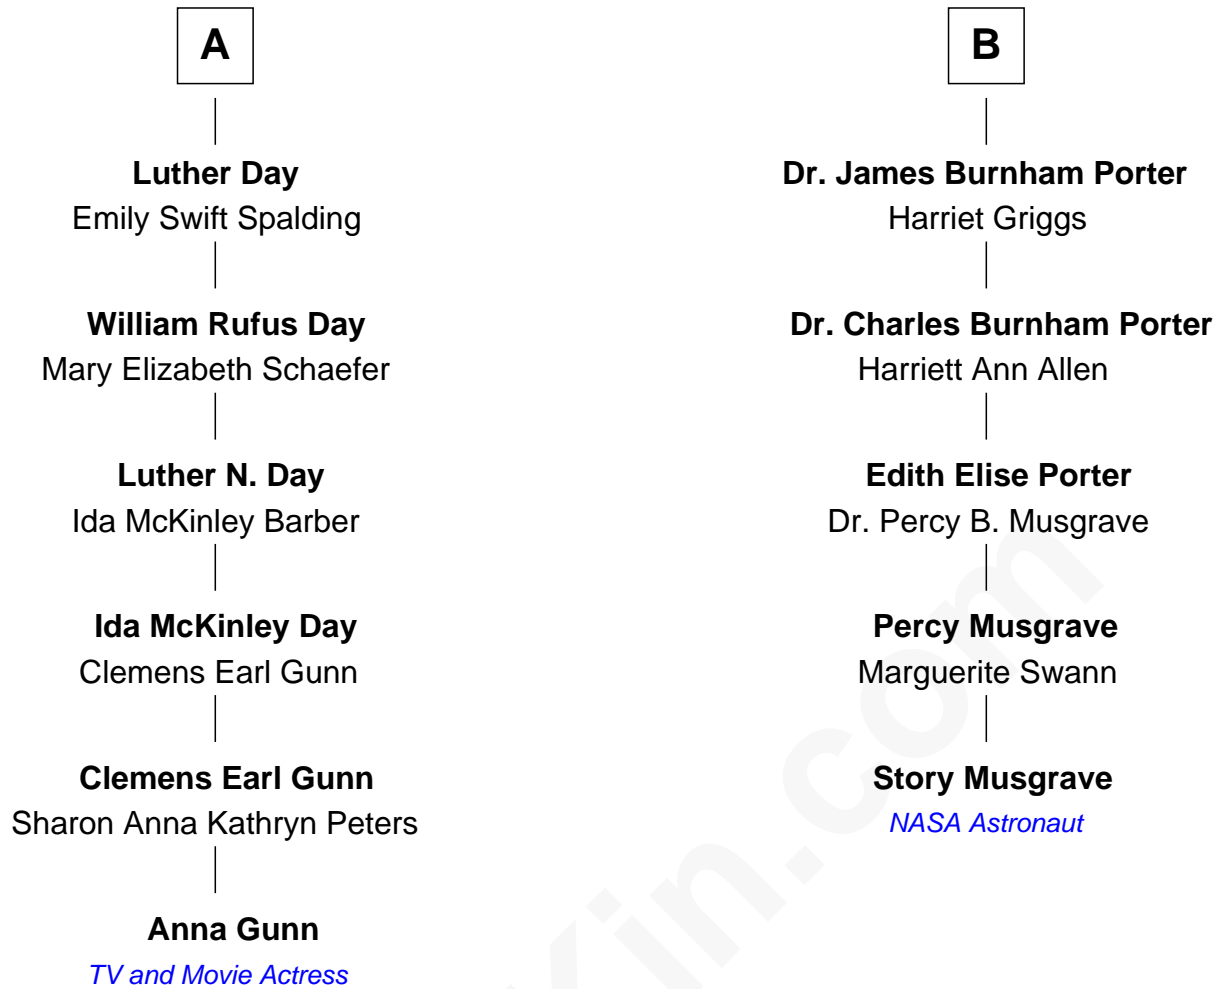 A
Luther Day
Emily Swift Spalding
William Rufus Day
Mary Elizabeth Schaefer
Luther N. Day
Ida McKinley Barber
Ida McKinley Day
Clemens Earl Gunn
Clemens Earl Gunn
Sharon Anna Kathryn Peters
Anna Gunn
TV and Movie Actress
B
Dr. James Burnham Porter
Harriet Griggs
Dr. Charles Burnham Porter
Harriett Ann Allen
Edith Elise Porter
Dr. Percy B. Musgrave
Percy Musgrave
Marguerite Swann
Story Musgrave
NASA Astronaut
Kin.com